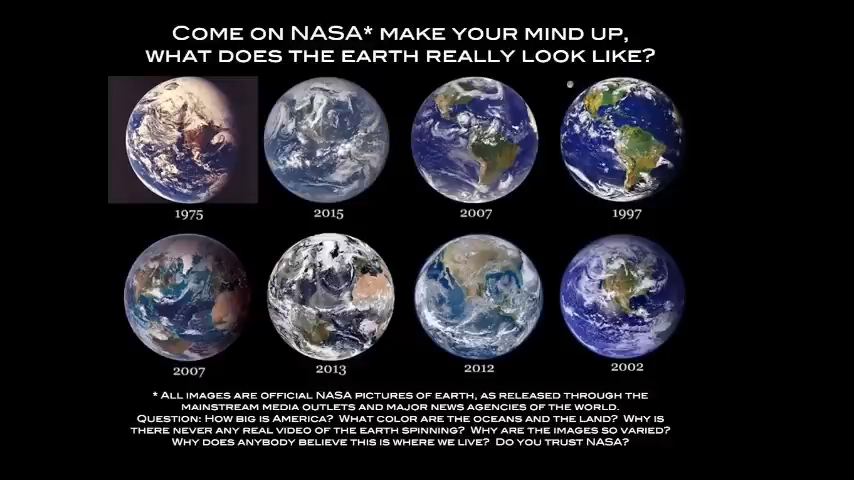 COME ON NASA* MAKE YOUR MIND UP,
WHAT DOES THE EARTH REALLY LOOK LIKE?
1975 2015 2007 1997
2007 2013 2012 2002
* ALL IMAGES ARE OFFICIAL NASA PICTURES OF EARTH, AS RELEASED THROUGH THE
MAINSTREAM MEDIA OUTLETS AND MAJOR NEWS AGENCIES OF THE WORLD.
QUESTION: HOW BIG IS AMERICA? WHAT COLOR ARE THE OCEANS AND THE LAND? WHY IS
THERE NEVER ANY REAL VIDEO OF THE EARTH SPINNING? WHY ARE THE IMAGES SO VARIED?
WHY DOES ANYBODY BELIEVE THIS IS WHERE WE LIVE? DO YOU TRUST NASA?